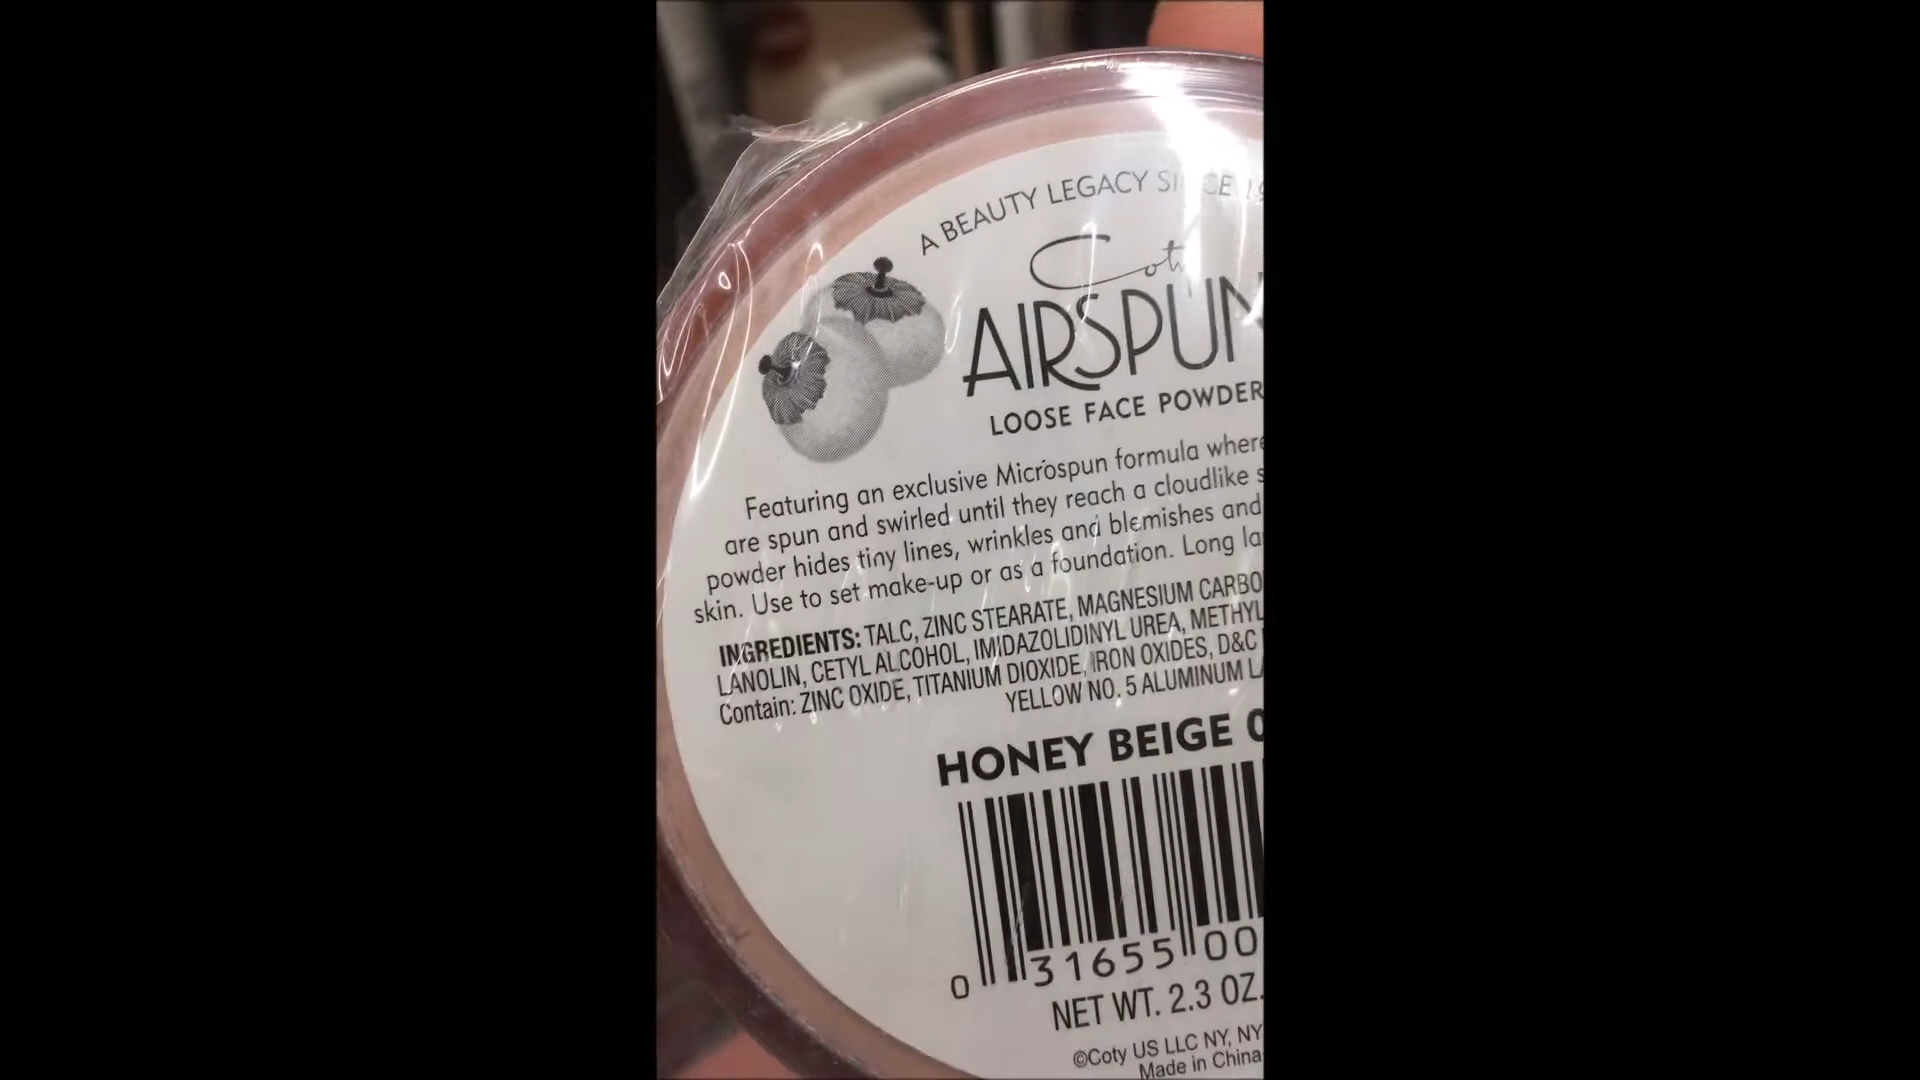 A BEAUTY LEGACY SINCE
Coty
AIRSPUN
LOOSE FACE POWDER
Featuring an exclusive Microspun formula where
are spun and swirled until they reach a cloudlike
powder hides tiny lines, wrinkles and blemishes and
skin. Use to set make-up or as a foundation. Long
INGREDIENTS: TALC, ZINC STEARATE, MAGNESIUM
LANOLIN, CETYL ALCOHOL, IMIDAZOLIDINYL UREA,
Contain: ZINC OXIDE, TITANIUM DIOXIDE, IRON OXIDES, D&C
YELLOW NO. 5 ALUMINUM
HONEY BEIGE
0 31655 00
NET WT. 2.3 OZ.
©Coty US LLC NY, NY
Made in China